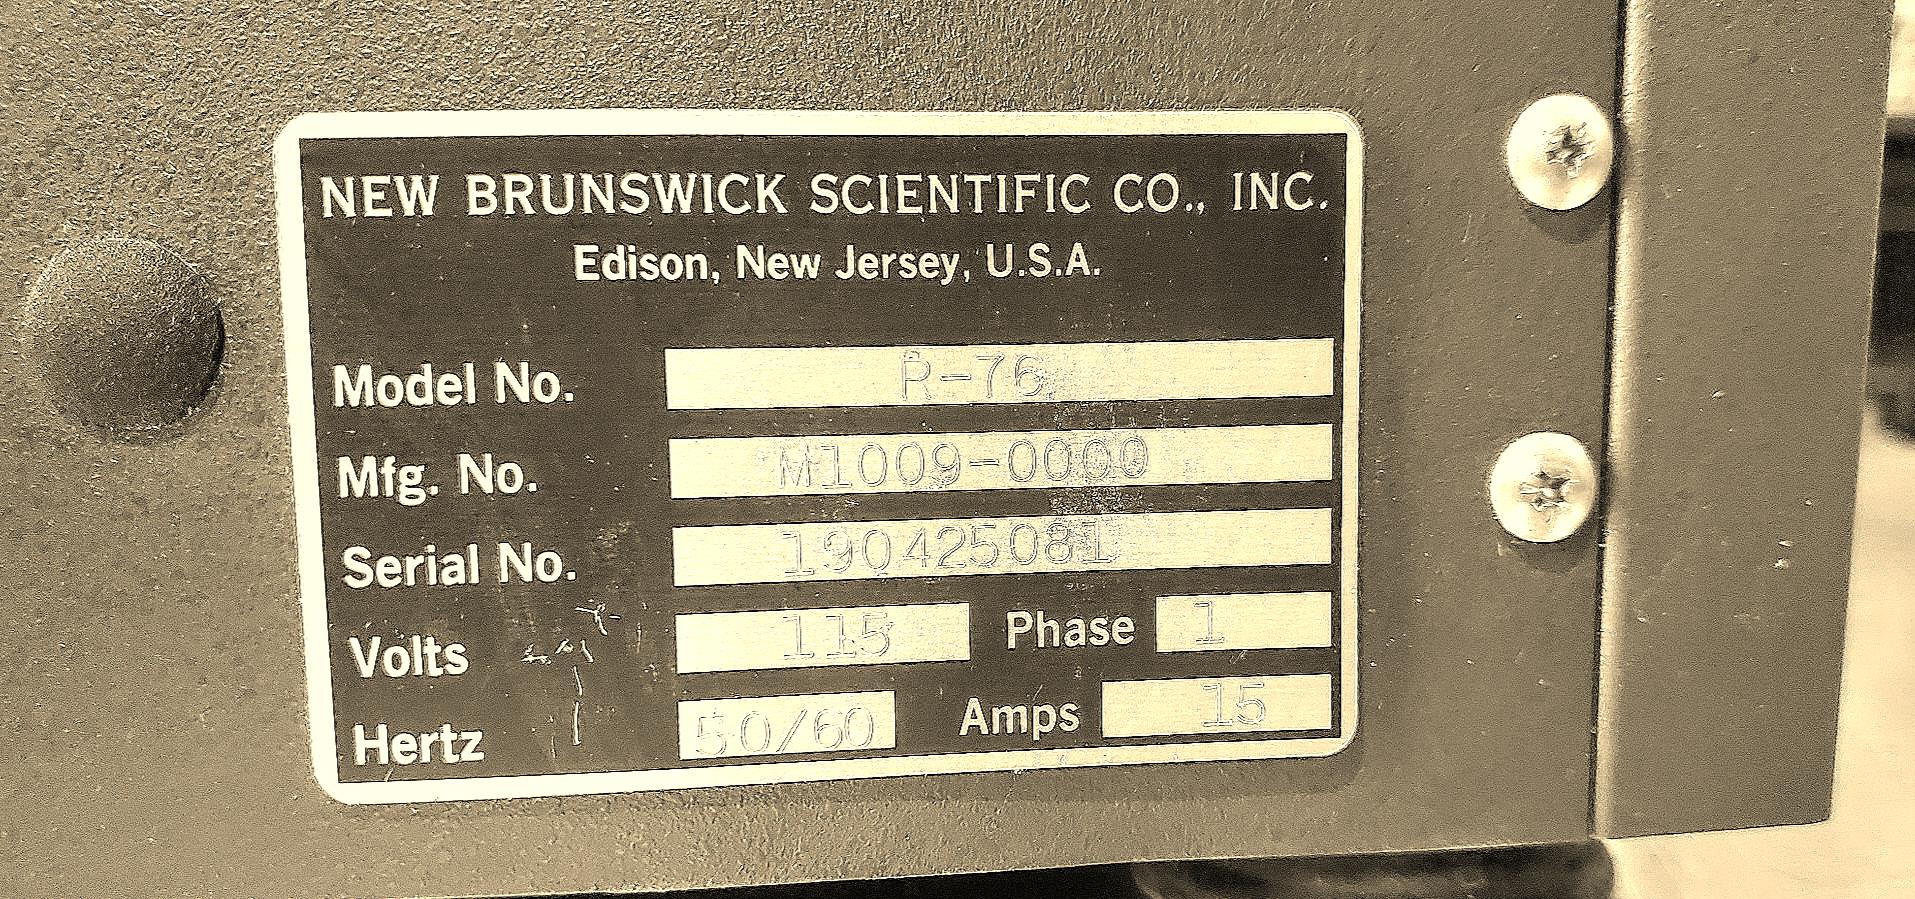 NEW BRUNSWICK SCIENTIFIC CO., INC.
Edison, New Jersey, U.S.A.
Model No. R-76
Mfg. No. M1009-0000
Serial No. 190425081
Volts 115 Phase 1
Hertz 50/60 Amps 15